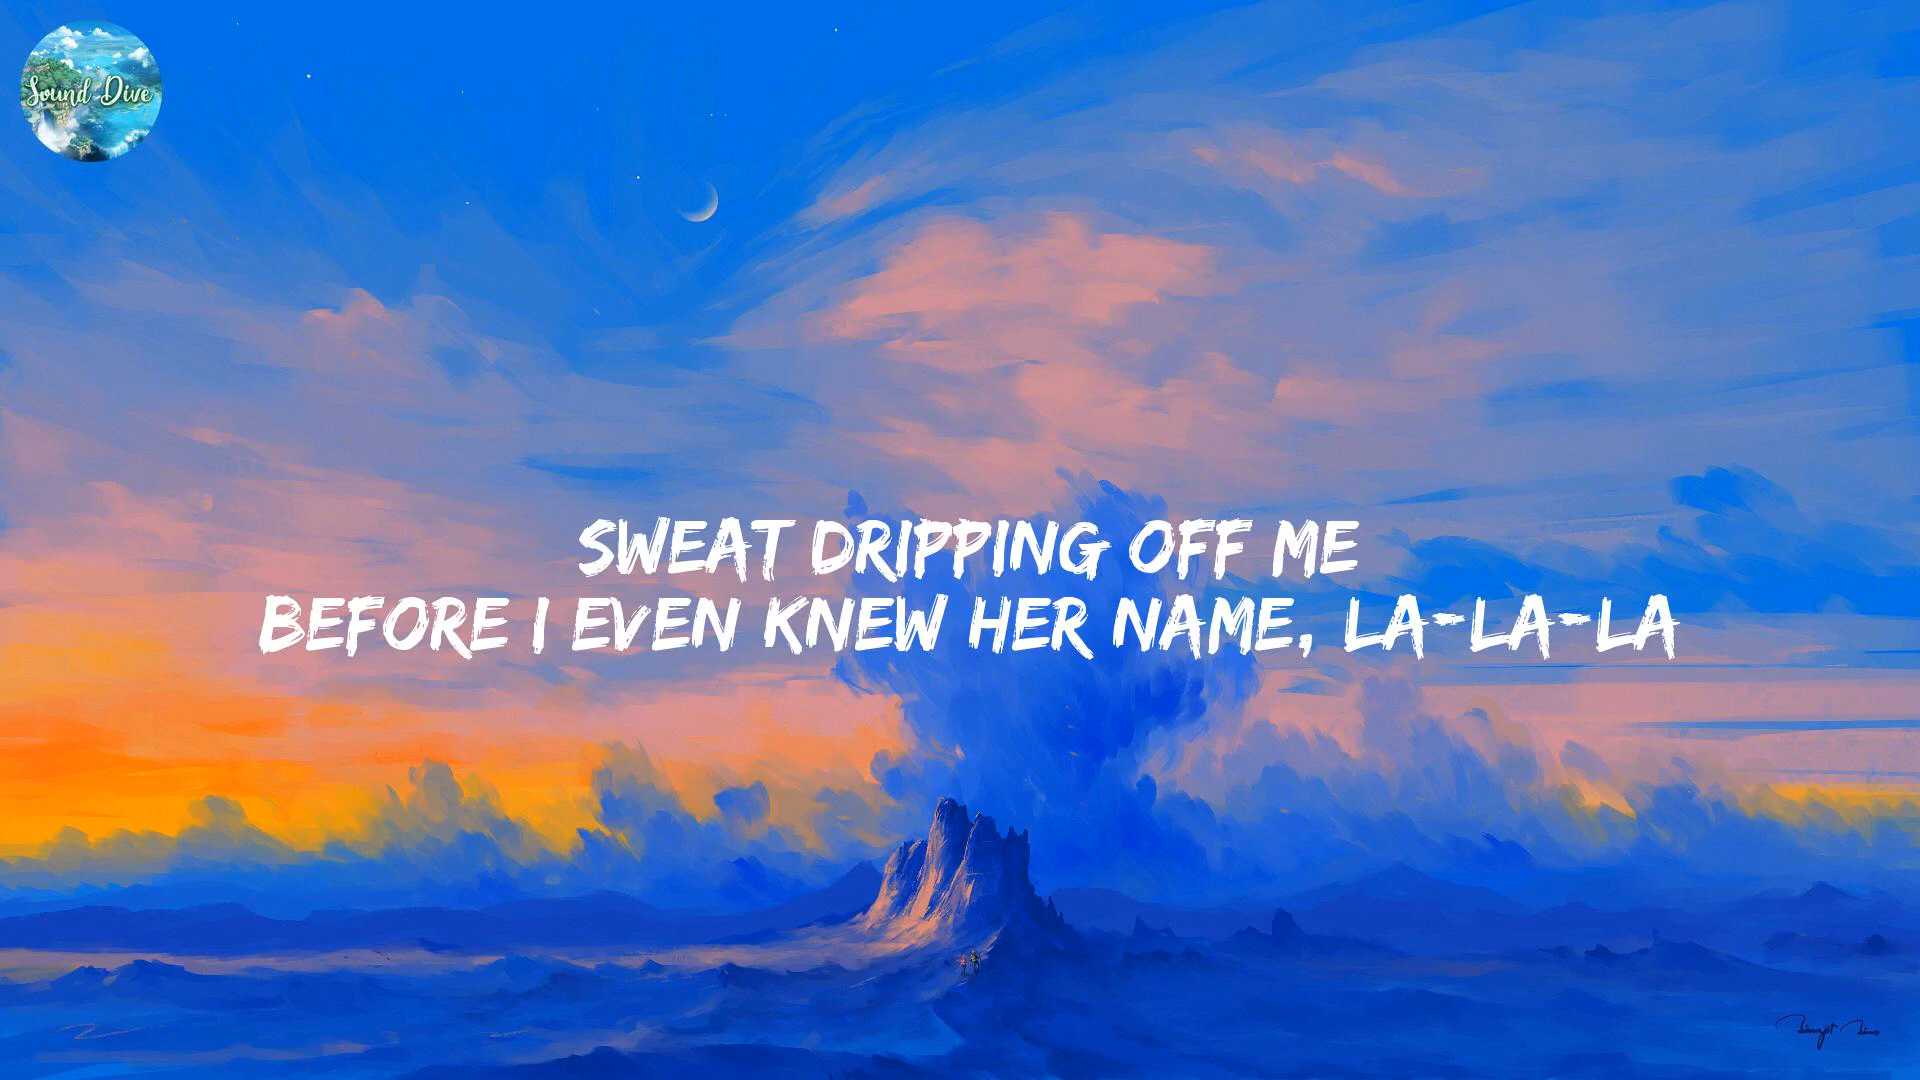 Sound Dive
SWEAT DRIPPING OFF ME
BEFORE I EVEN KNEW HER NAME, LA-LA-LA